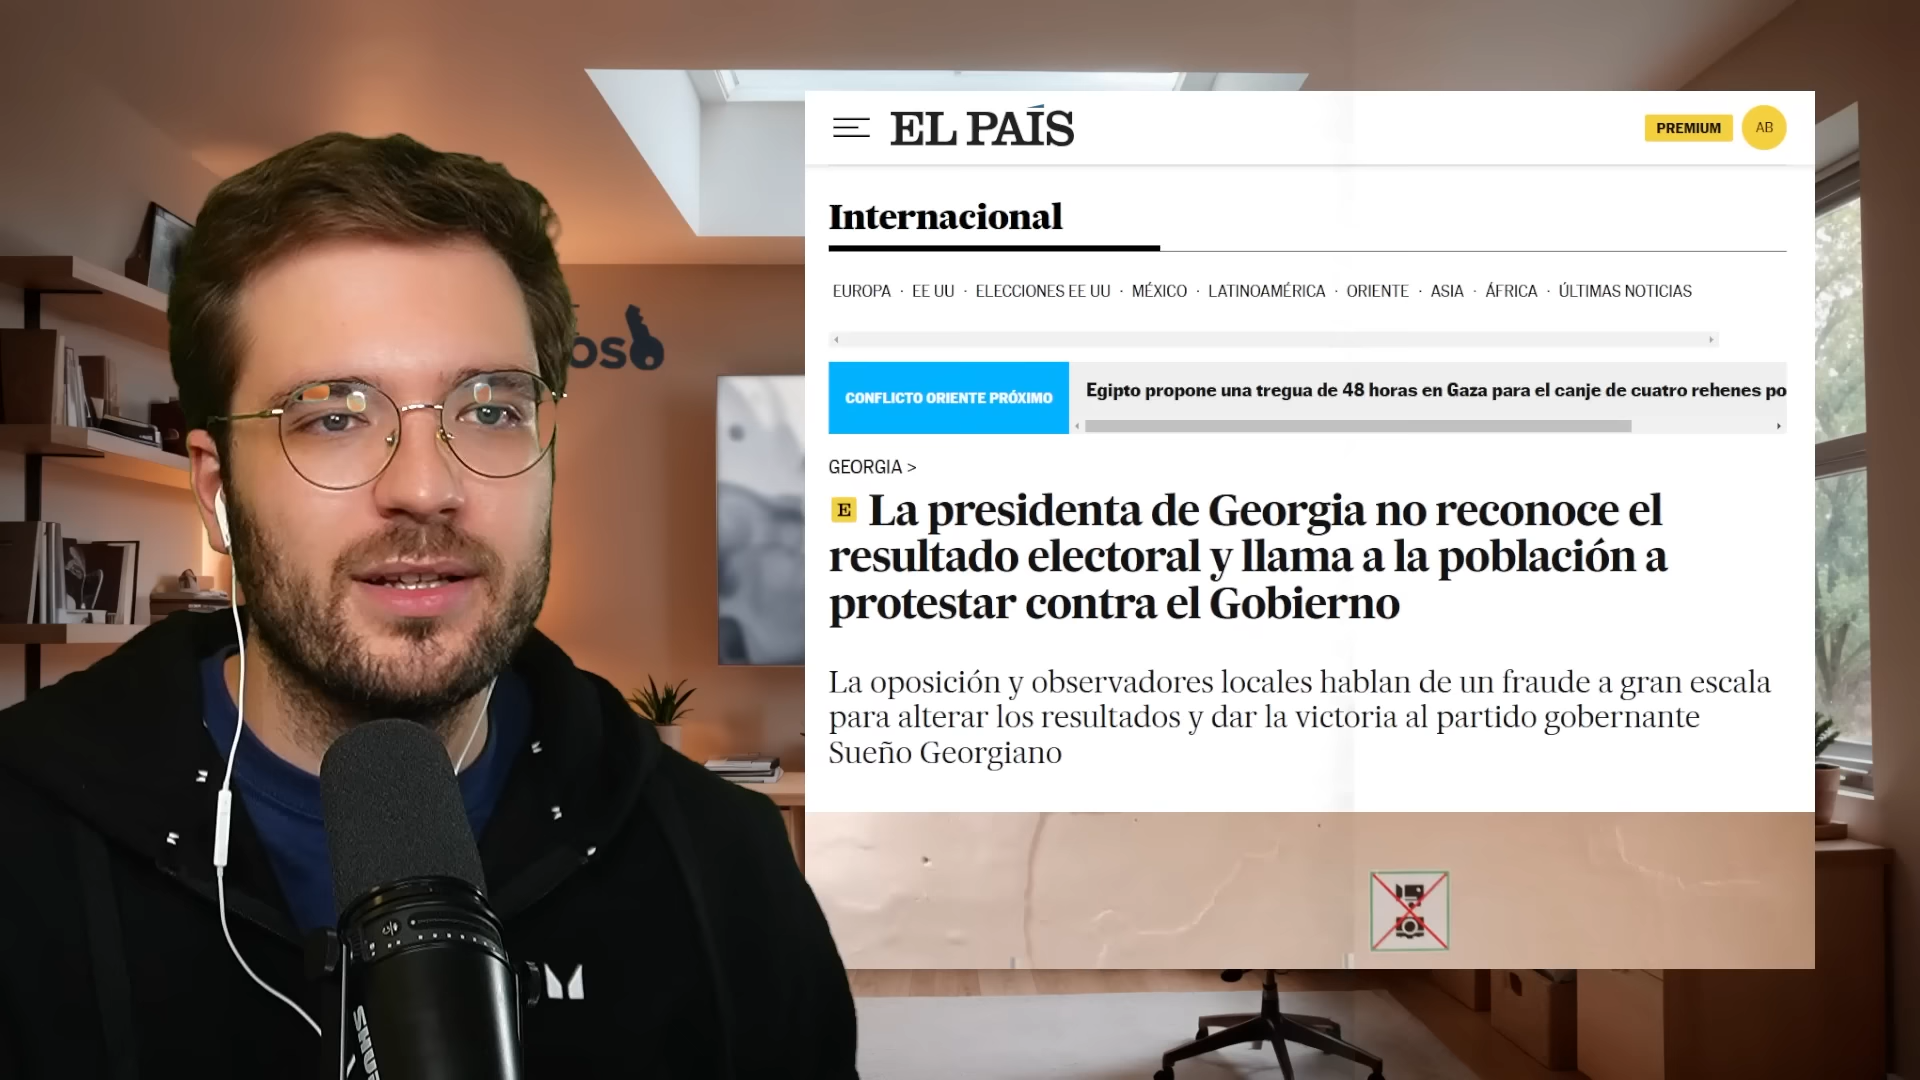 EL PAÍS
PREMIUM
AB
Internacional
EUROPA · EE UU · ELECCIONES EE UU · MÉXICO · LATINOAMÉRICA · ORIENTE · ASIA · ÁFRICA · ÚLTIMAS NOTICIAS
CONFLICTO ORIENTE PRÓXIMO
Egipto propone una tregua de 48 horas en Gaza para el canje de cuatro rehenes po
GEORGIA >
E La presidenta de Georgia no reconoce el
resultado electoral y llama a la población a
protestar contra el Gobierno
La oposición y observadores locales hablan de un fraude a gran escala
para alterar los resultados y dar la victoria al partido gobernante
Sueño Georgiano
os